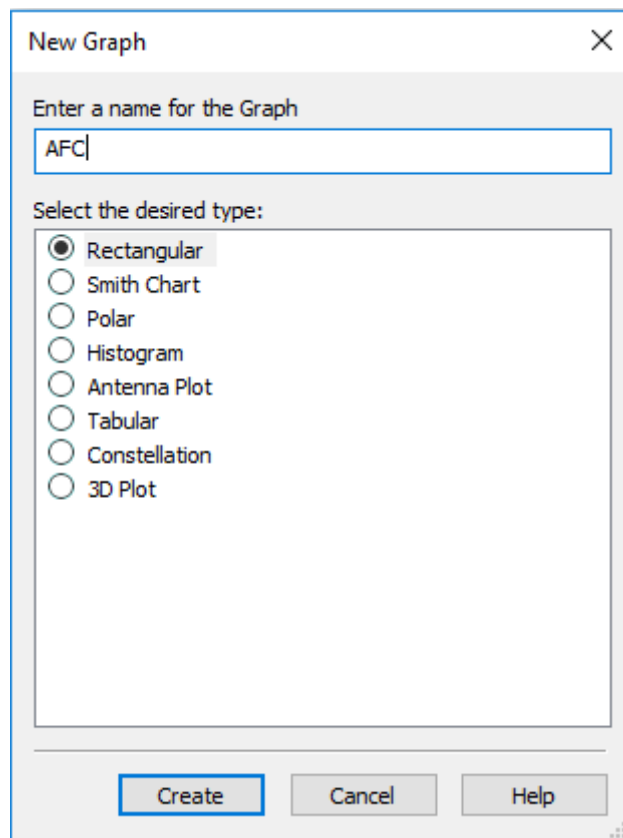 New Graph
Enter a name for the Graph
AFC
Select the desired type:
Rectangular
Smith Chart
Polar
Histogram
Antenna Plot
Tabular
Constellation
3D Plot
Create Cancel Help